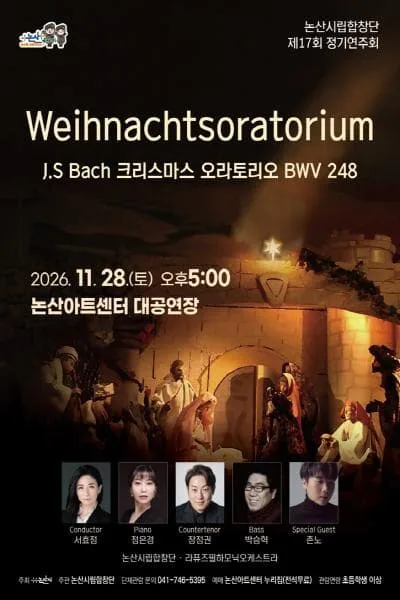 논산
논산시립합창단
제17회 정기연주회
Weihnachtsoratorium
J.S Bach 크리스마스 오라토리오 BWV 248
2026. 11. 28.(토) 오후5:00
논산아트센터 대공연장
Conductor
서효정
Piano
정은경
Countertenor
장정권
Bass
박승혁
Special Guest
존노
논산시립합창단 · 라퓨즈필하모닉오케스트라
주최 논산시 주관 논산시립합창단 단체관람 문의 041-746-5395 예매 논산아트센터 누리집(전석무료) 관람연령 초등학생 이상